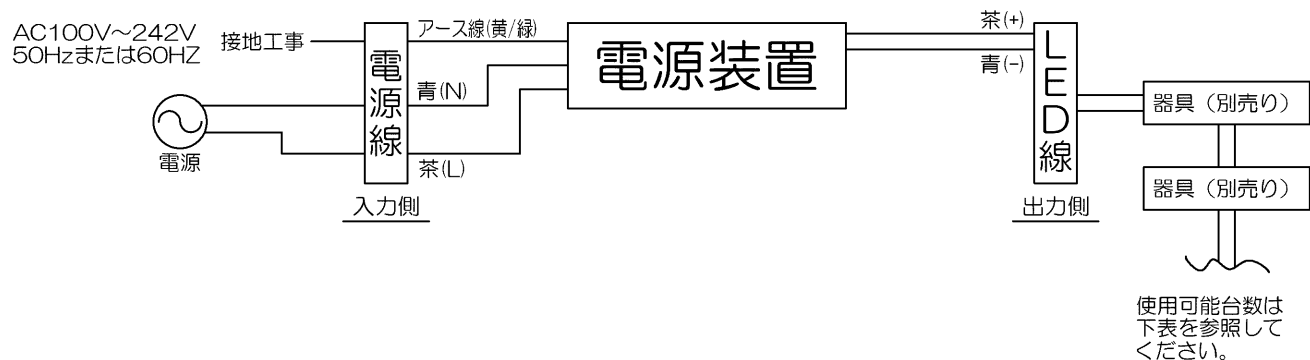 AC100V～242V
50Hzまたは60HZ
接地工事
電源
電源線
入力側
アース線(黄/緑)
青(N)
茶(L)
電源装置
茶(+)
青(-)
LED線
出力側
器具（別売り）
器具（別売り）
使用可能台数は
下表を参照して
ください。